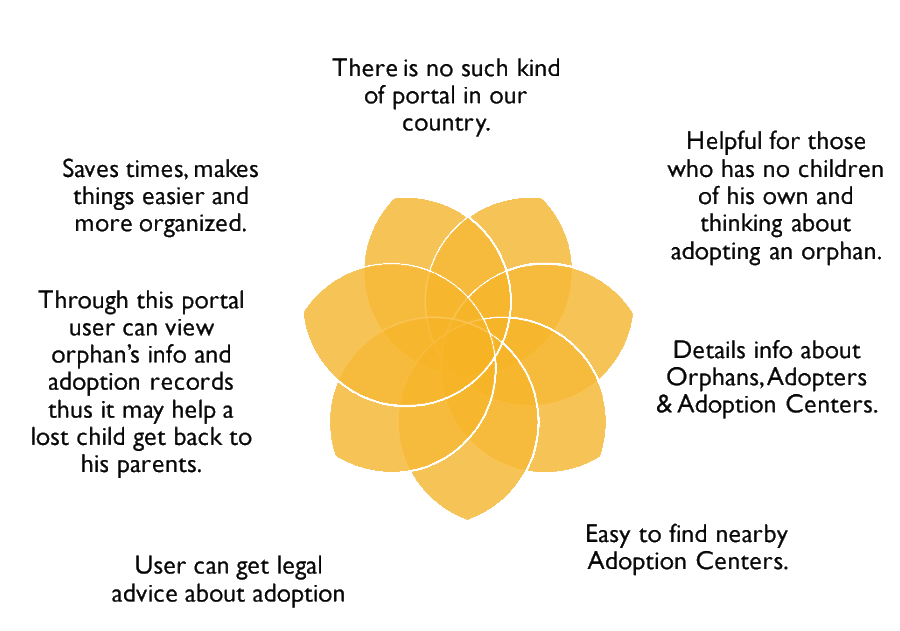 There is no such kind
of portal in our
country.
Helpful for those
who has no children
of his own and
thinking about
adopting an orphan.
Details info about
Orphans, Adopters
& Adoption Centers.
Easy to find nearby
Adoption Centers.
User can get legal
advice about adoption
Through this portal
user can view
orphan's info and
adoption records
thus it may help a
lost child get back to
his parents.
Saves times, makes
things easier and
more organized.